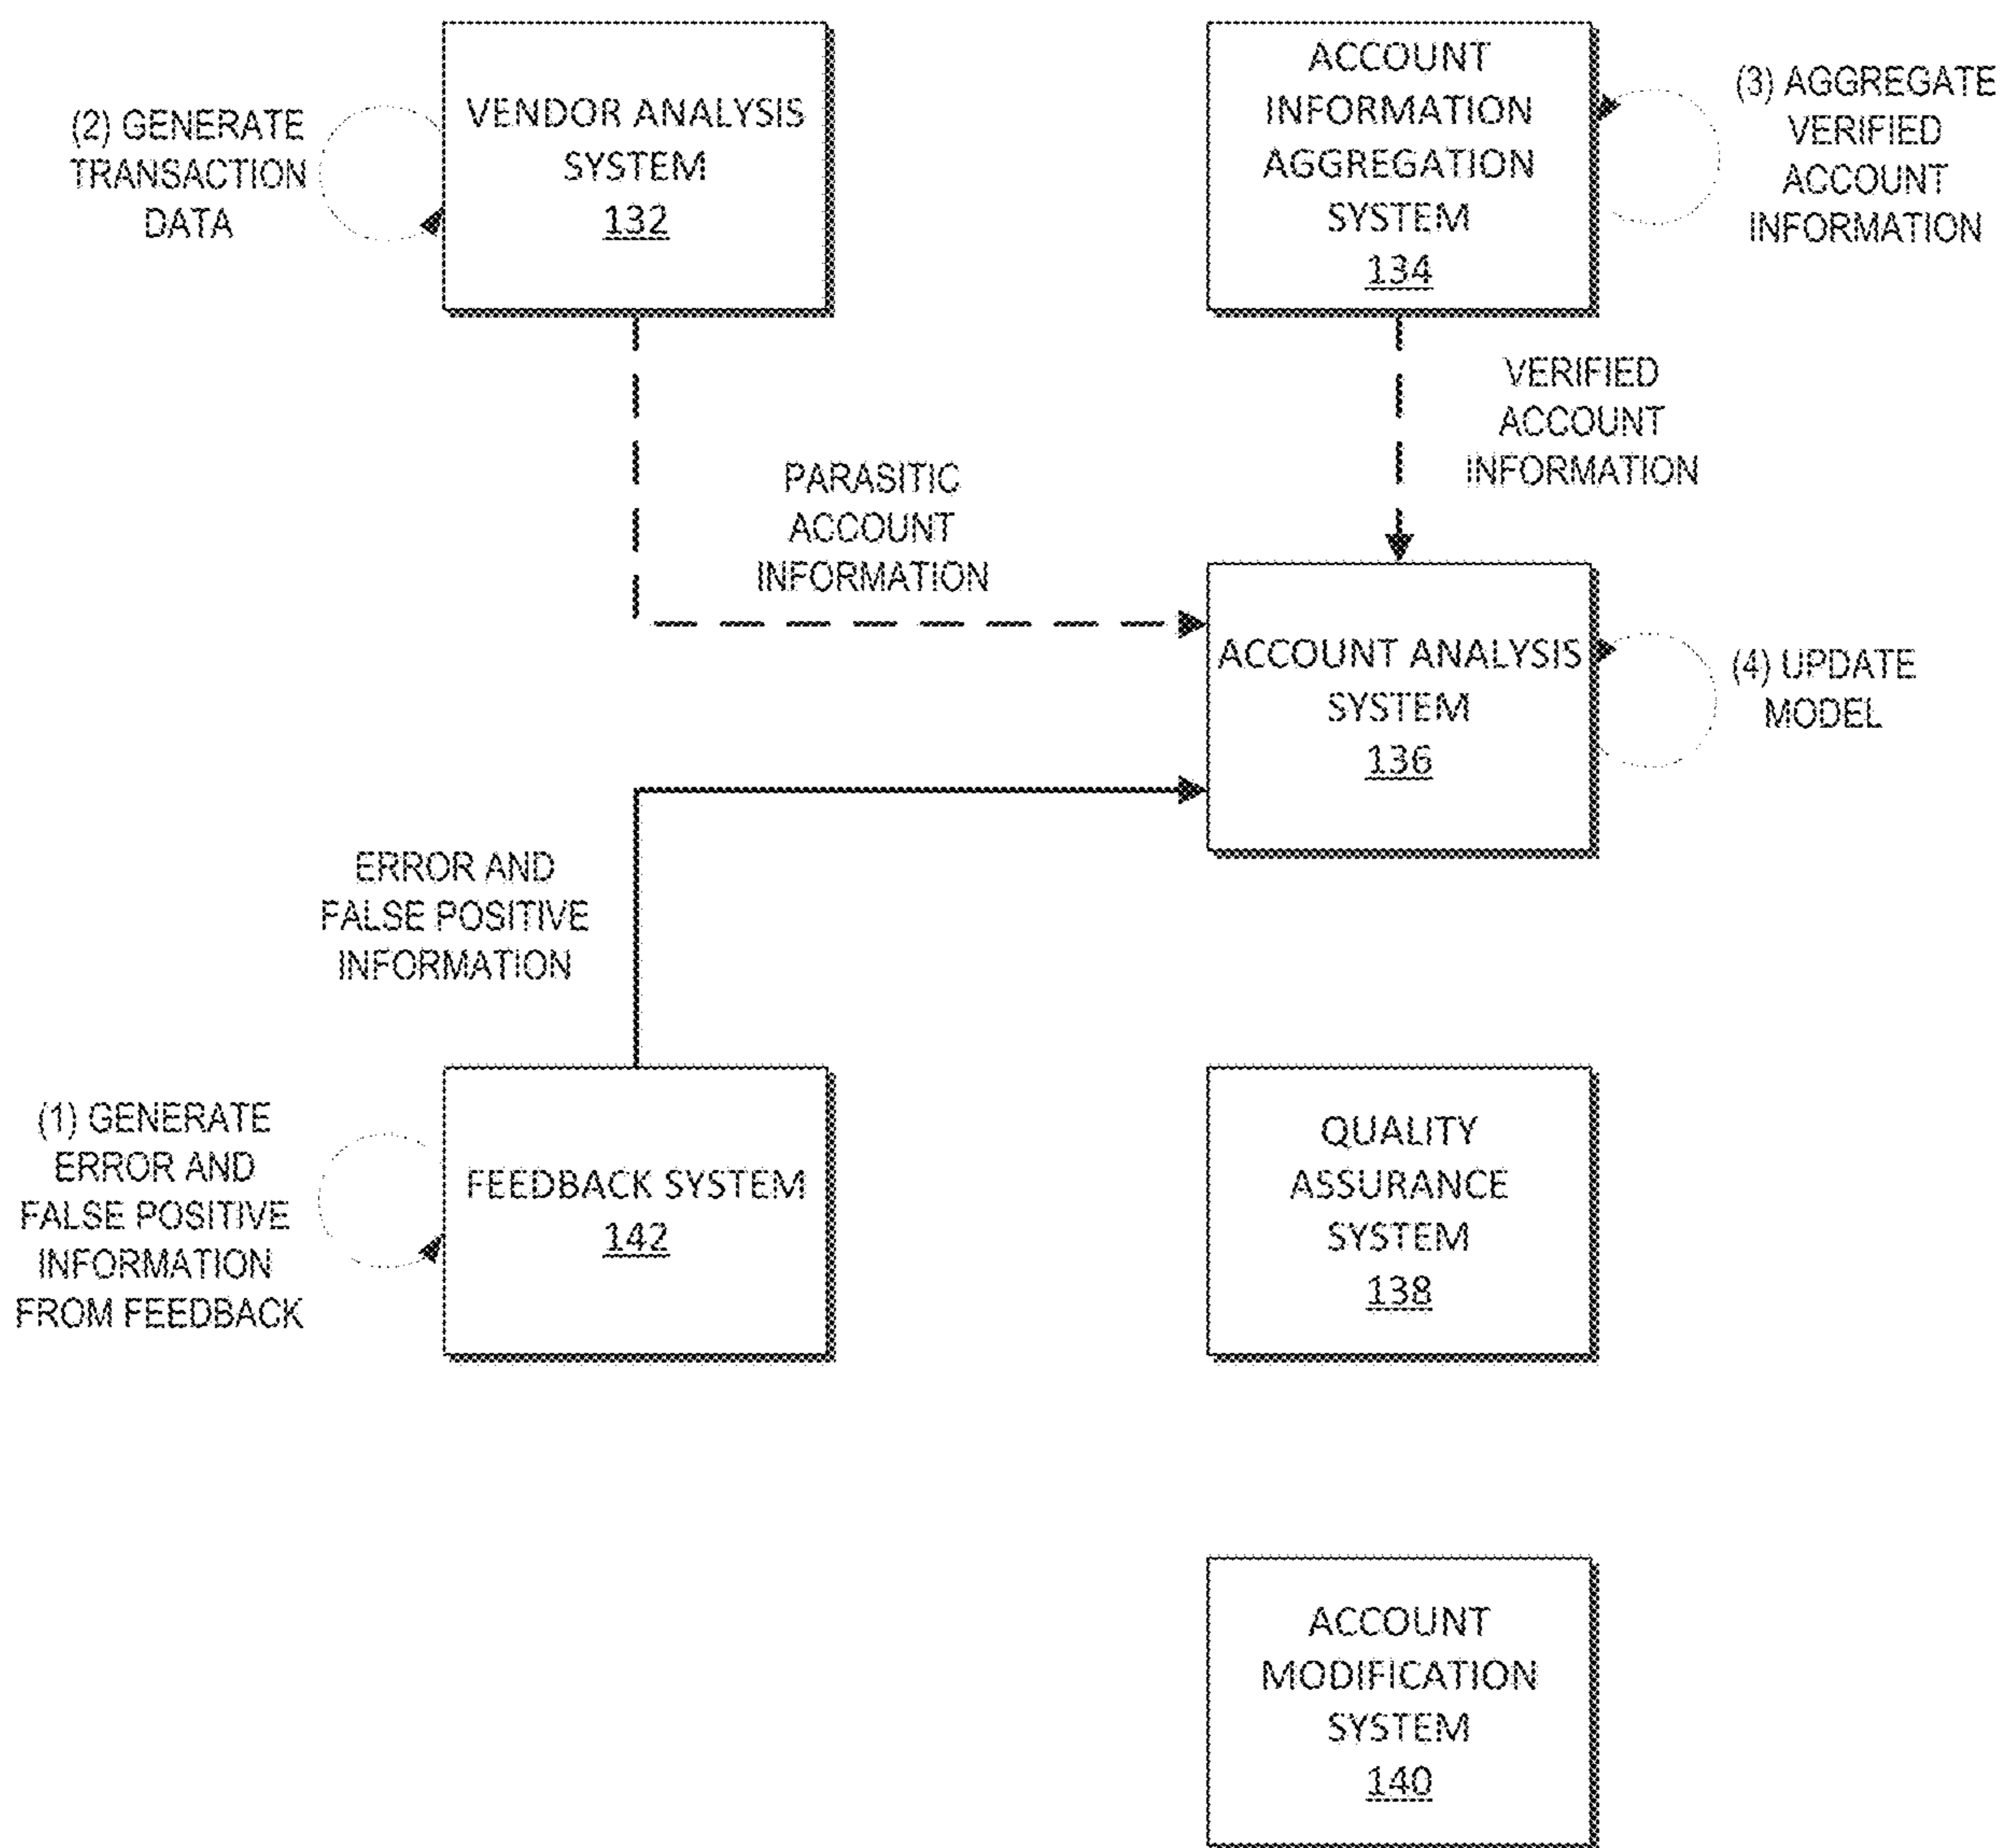 (2) GENERATE
TRANSACTION
DATA
VENDOR ANALYSIS
SYSTEM
132
ACCOUNT
INFORMATION
AGGREGATION
SYSTEM
134
(3) AGGREGATE
VERIFIED
ACCOUNT
INFORMATION
VERIFIED
ACCOUNT
INFORMATION
PARASITIC
ACCOUNT
INFORMATION
ACCOUNT ANALYSIS
SYSTEM
136
(4) UPDATE
MODEL
ERROR AND
FALSE POSITIVE
INFORMATION
(1) GENERATE
ERROR AND
FALSE POSITIVE
INFORMATION
FROM FEEDBACK
FEEDBACK SYSTEM
142
QUALITY
ASSURANCE
SYSTEM
138
ACCOUNT
MODIFICATION
SYSTEM
140